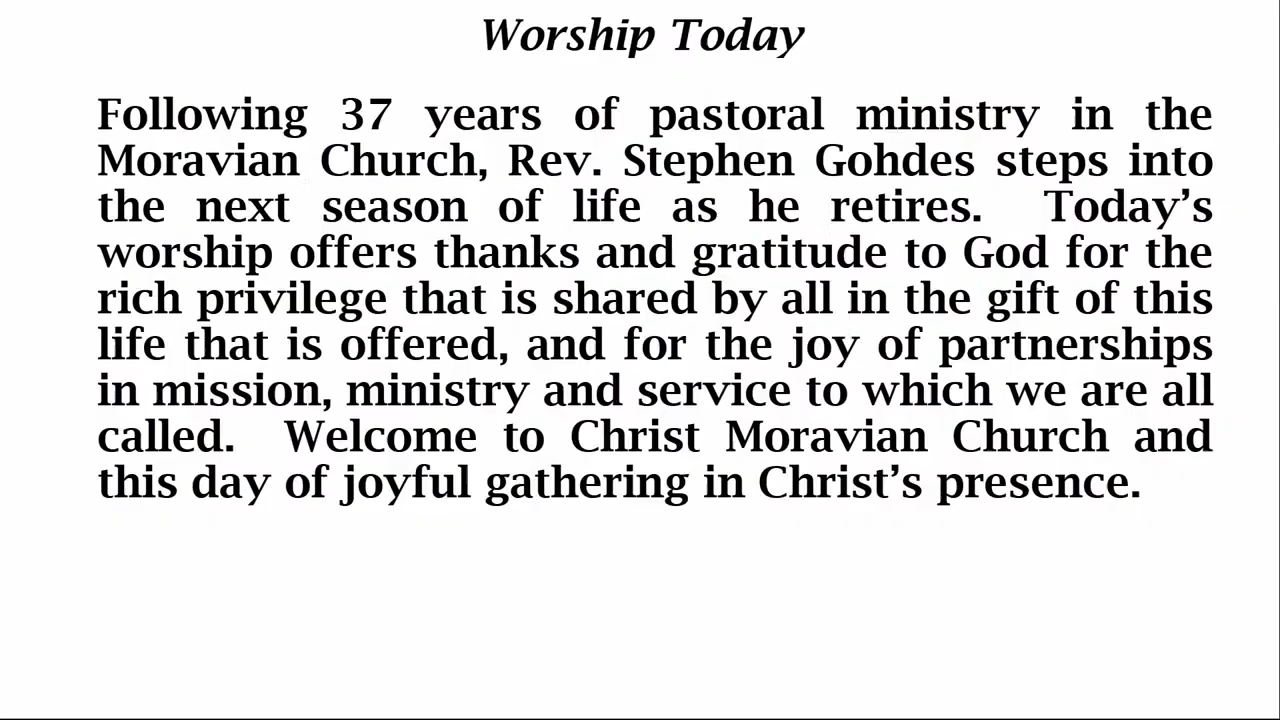 Worship Today
Following 37 years of pastoral ministry in the
Moravian Church, Rev. Stephen Gohdes steps into
the next season of life as he retires.  Today’s
worship offers thanks and gratitude to God for the
rich privilege that is shared by all in the gift of this
life that is offered, and for the joy of partnerships
in mission, ministry and service to which we are all
called.  Welcome to Christ Moravian Church and
this day of joyful gathering in Christ’s presence.